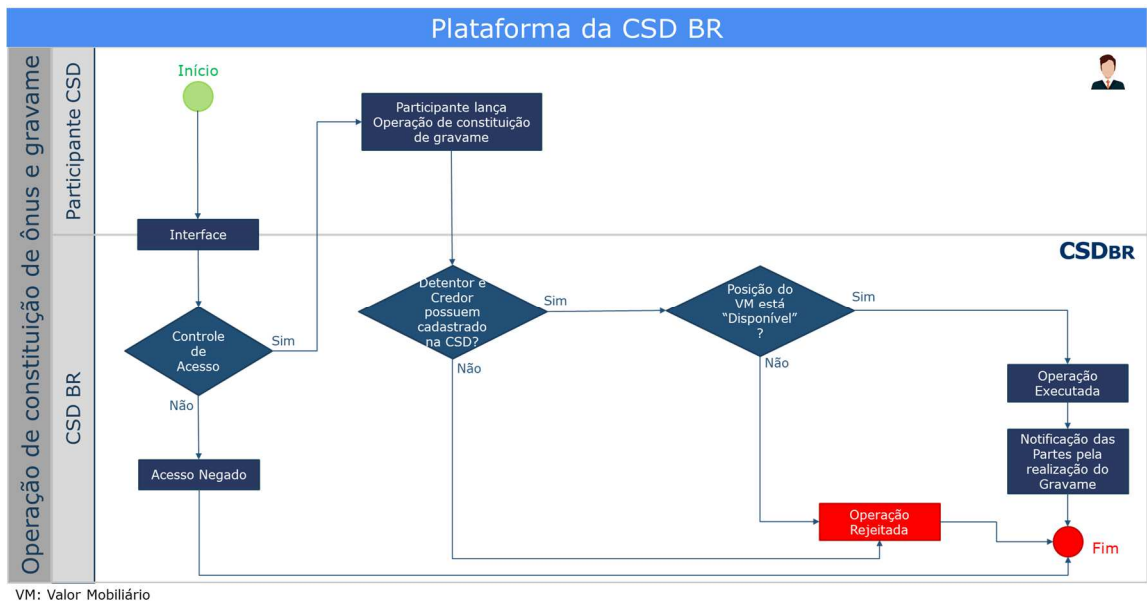 Plataforma da CSD BR
Operação de constituição de ônus e gravame
Participante CSD
CSD BR
Início
Participante lança
Operação de constituição
de gravame
Interface
CSDBR
Controle
de
Acesso
Sim
Não
Acesso Negado
Detentor e
Credor
possuem
cadastrado
na CSD?
Sim
Não
Posição do
VM está
“Disponível”
?
Sim
Não
Operação
Executada
Notificação das
Partes pela
realização do
Gravame
Operação
Rejeitada
Fim
VM: Valor Mobiliário